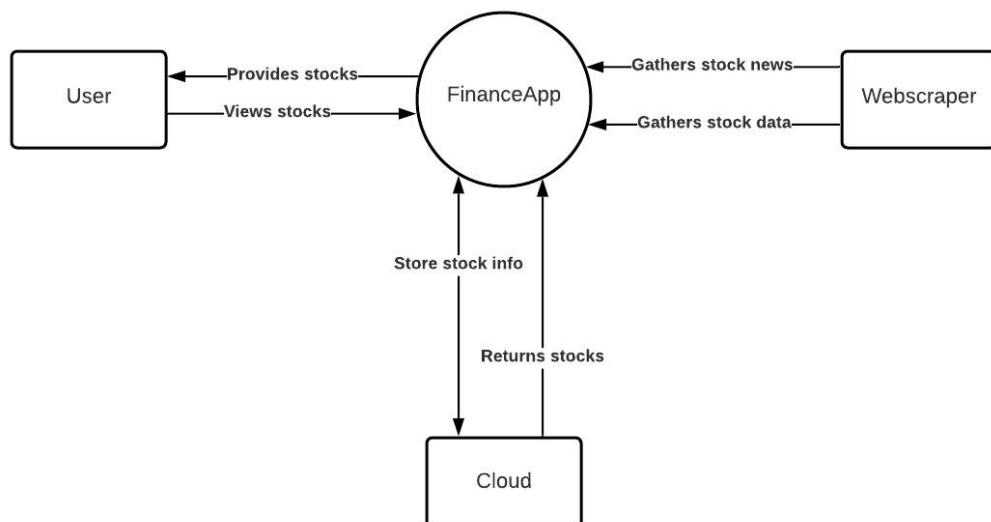 Provides stocks
Gathers stock news
User
FinanceApp
Webscraper
Views stocks
Gathers stock data
Store stock info
Returns stocks
Cloud